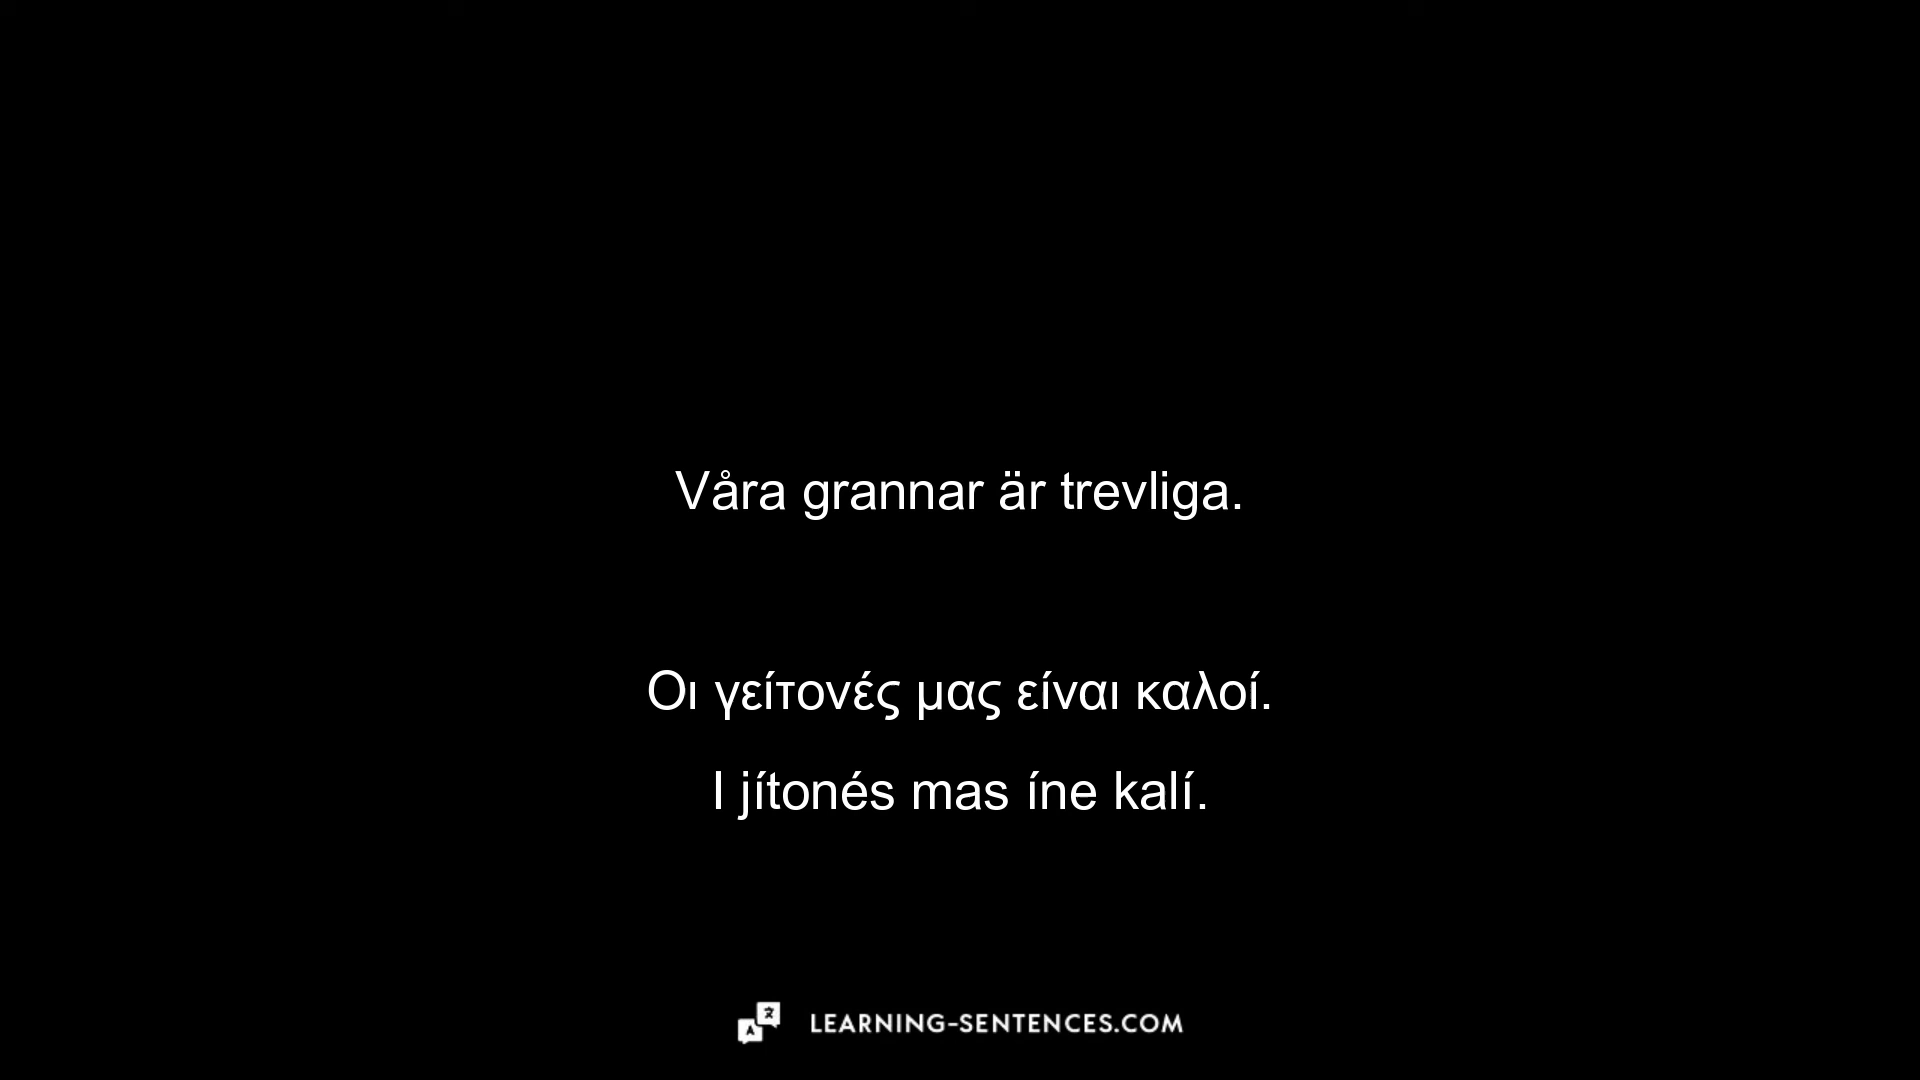 Våra grannar är trevliga.
Οι γείτονές μας είναι καλοί.
I jítonés mas íne kalí.
LEARNING-SENTENCES.COM